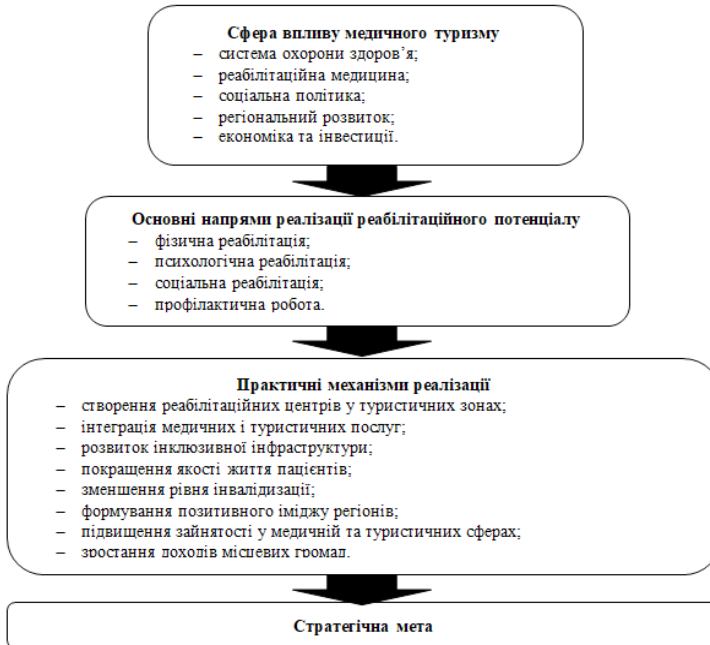 Сфера впливу медичного туризму
– система охорони здоров’я;
– реабілітаційна медицина;
– соціальна політика;
– регіональний розвиток;
– економіка та інвестиції.
Основні напрями реалізації реабілітаційного потенціалу
– фізична реабілітація;
– психологічна реабілітація;
– соціальна реабілітація;
– профілактична робота.
Практичні механізми реалізації
– створення реабілітаційних центрів у туристичних зонах;
– інтеграція медичних і туристичних послуг;
– розвиток інклюзивної інфраструктури;
– покращення якості життя пацієнтів;
– зменшення рівня інвалідизації;
– формування позитивного іміджу регіонів;
– підвищення зайнятості у медичній та туристичних сферах;
– зростання доходів місцевих громад.
Стратегічна мета